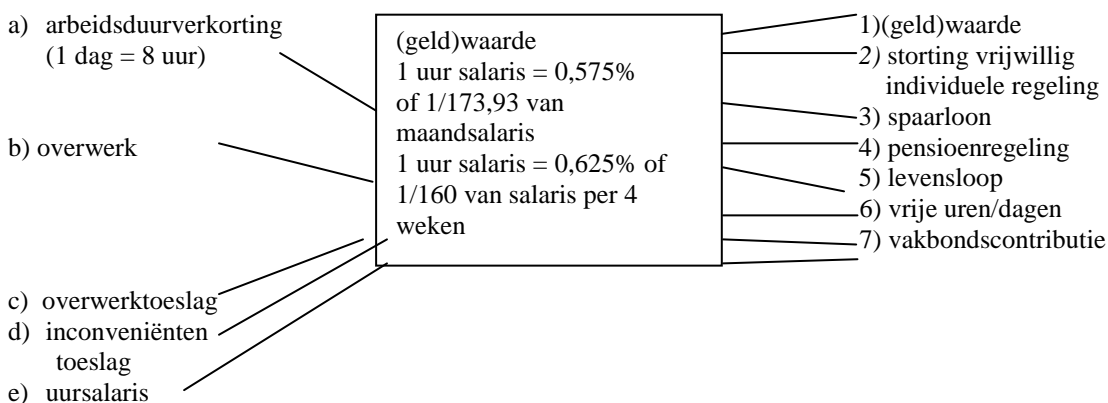 a) arbeidsduurverkorting
(1 dag = 8 uur)
b) overwerk
c) overwerktoeslag
d) inconveniënten
toeslag
e) uursalaris
(geld)waarde
1 uur salaris = 0,575%
of 1/173,93 van
maandsalaris
1 uur salaris = 0,625% of
1/160 van salaris per 4
weken
1)(geld)waarde
2) storting vrijwillig
individuele regeling
3) spaarloon
4) pensioenregeling
5) levensloop
6) vrije uren/dagen
7) vakbondscontributie